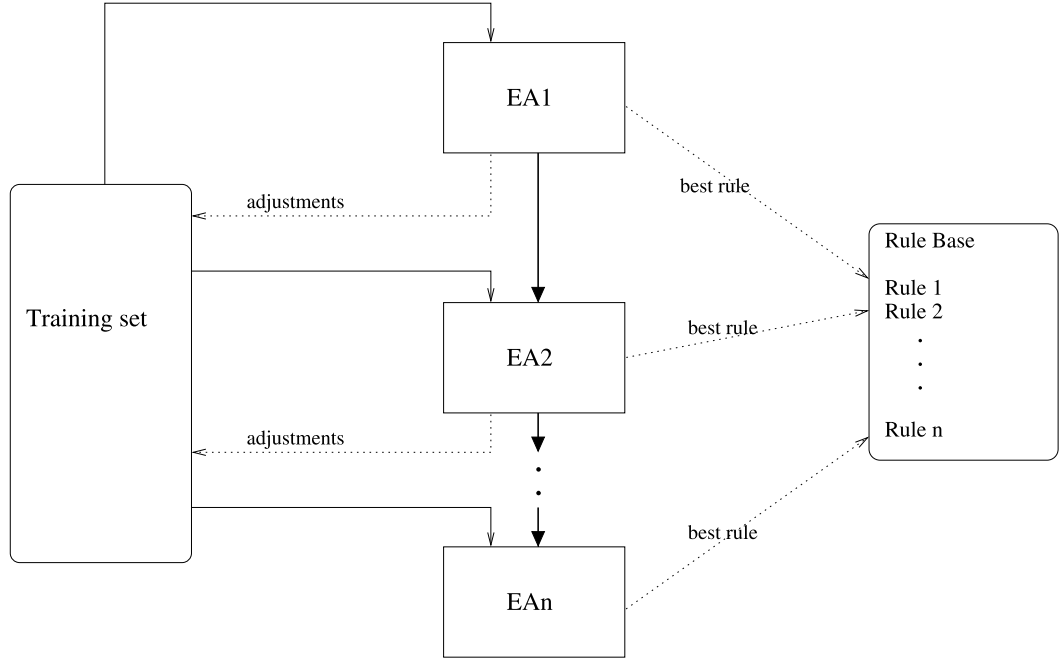 EA1
best rule
adjustments
Rule Base
Rule 1
Rule 2
Training set
best rule
EA2
adjustments
Rule n
best rule
EAn